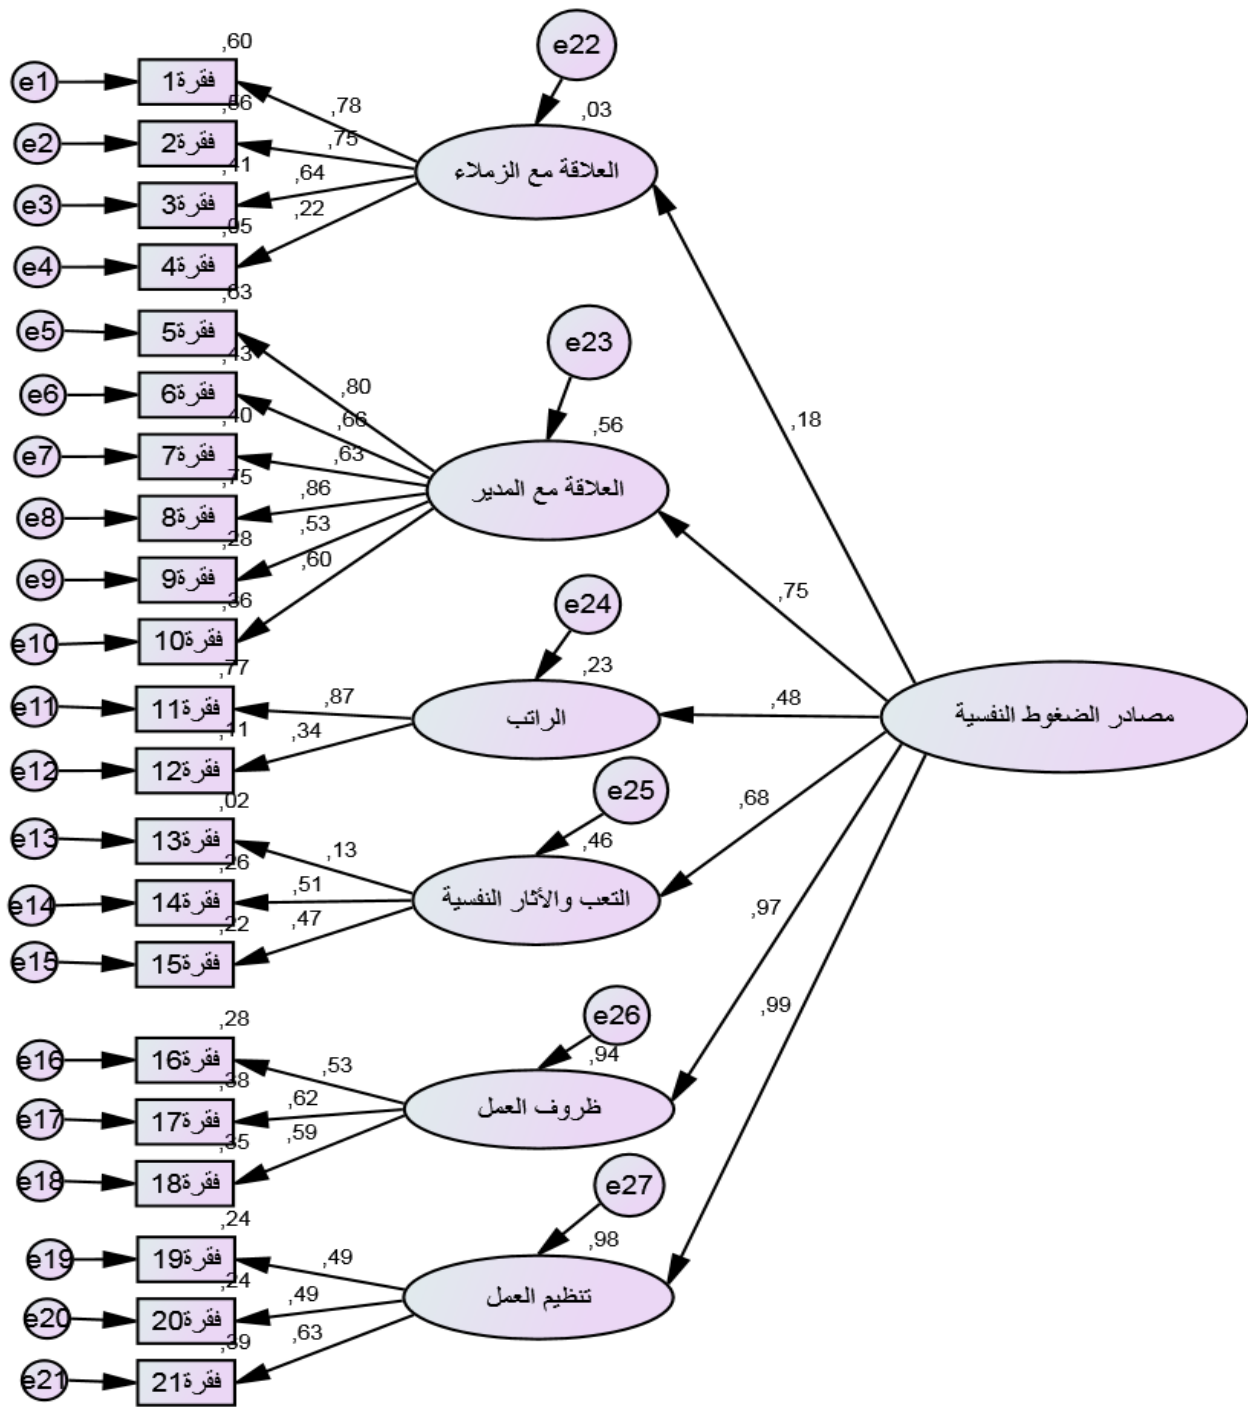 ,60
e1
فقرة1
,78
e22
,03
,56
e2
فقرة2
,75
العلاقة مع الزملاء
,41
e3
فقرة3
,64
,05
e4
فقرة4
,22
,63
e5
فقرة5
,80
e23
,56
,18
,43
e6
فقرة6
,66
,40
e7
فقرة7
,63
العلاقة مع المدير
,75
e8
فقرة8
,86
,28
e9
فقرة9
,53
,36
e10
فقرة10
,60
,75
e24
,23
,77
e11
فقرة11
,87
الراتب
,48
مصادر الضغوط النفسية
,11
e12
فقرة12
,34
e25
,46
,68
,02
e13
فقرة13
,13
,26
e14
فقرة14
,51
التعب والأثار النفسية
,97
,22
e15
فقرة15
,47
,99
,28
e16
فقرة16
,53
e26
,94
,38
e17
فقرة17
,62
ظروف العمل
,35
e18
فقرة18
,59
e27
,98
,24
e19
فقرة19
,49
,24
e20
فقرة20
,49
تنظيم العمل
,39
e21
فقرة21
,63